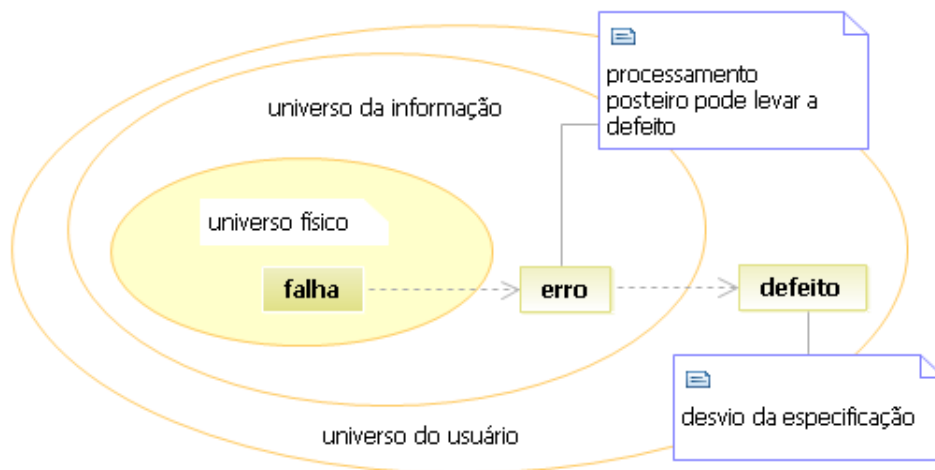 processamento
posteiro pode levar a
defeito
universo da informação
universo físico
falha
erro
defeito
desvio da especificação
universo do usuário